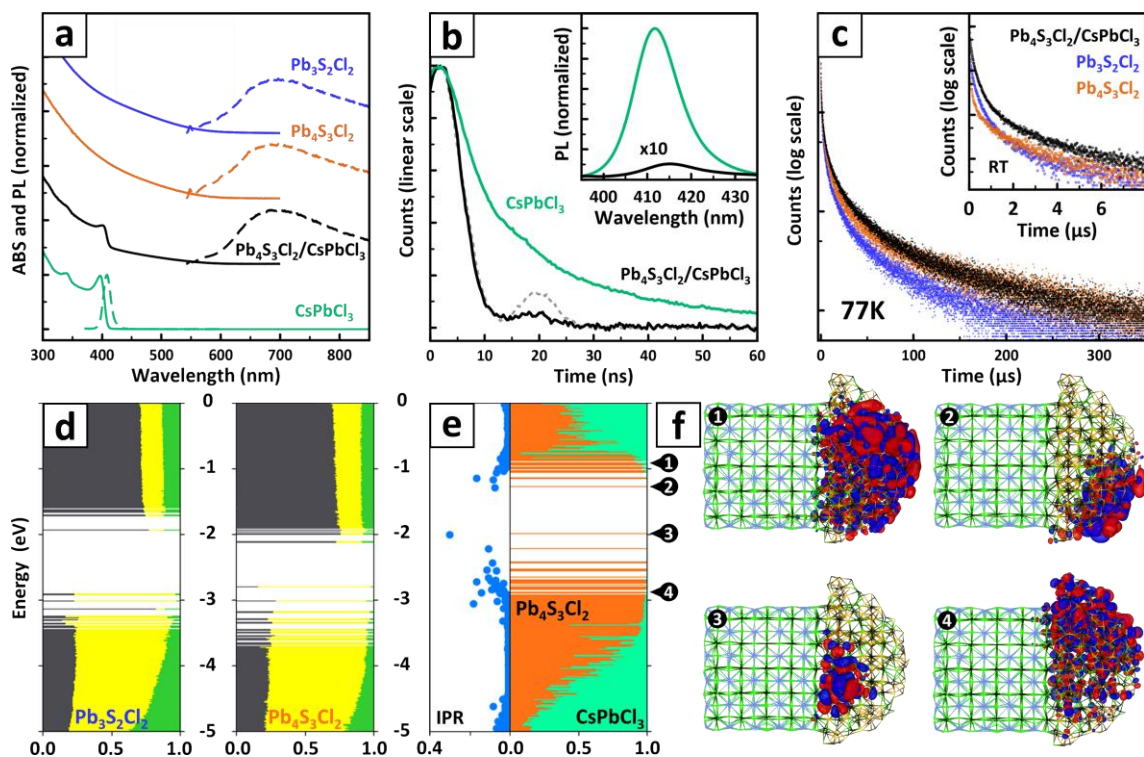 a
ABS and PL (normalized)
Pb₃S₂Cl₂
Pb₄S₃Cl₂
Pb₄S₃Cl₂/CsPbCl₃
CsPbCl₃
300 400 500 600 700 800
Wavelength (nm)
b
Counts (linear scale)
PL (normalized)
x10
400 410 420 430
Wavelength (nm)
CsPbCl₃
Pb₄S₃Cl₂/CsPbCl₃
0 10 20 30 40 50 60
Time (ns)
c
Counts (log scale)
Counts (log scale)
Pb₄S₃Cl₂/CsPbCl₃
Pb₃S₂Cl₂
Pb₄S₃Cl₂
RT
0 2 4 6
Time (µs)
77K
0 100 200 300
Time (µs)
d
Energy (eV)
0
-1
-2
-3
-4
-5
Pb₃S₂Cl₂
0.0 0.5 1.0
Pb₄S₃Cl₂
0.0 0.5 1.0
e
0
-1
-2
-3
-4
-5
IPR
0.4 0.0 0.5 1.0
Pb₄S₃Cl₂
CsPbCl₃
1
2
3
4
f
1
2
3
4